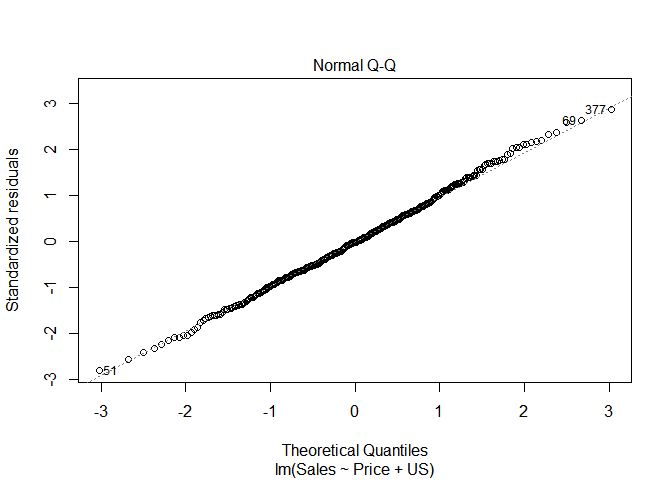 Normal Q-Q
3
2
1
0
-1
-2
-3
Standardized residuals
377
69
51
-3 -2 -1 0 1 2 3
Theoretical Quantiles
lm(Sales ~ Price + US)